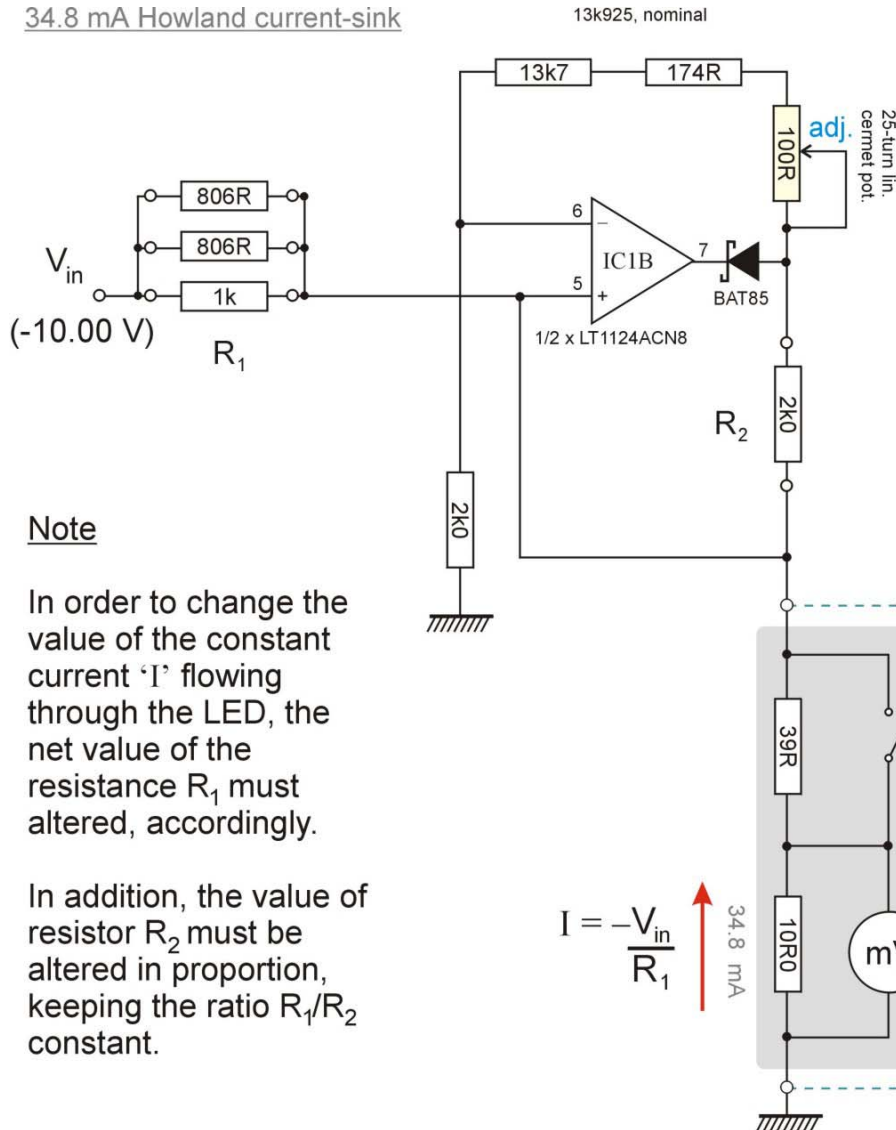 34.8 mA Howland current-sink
13k925, nominal
13k7
174R
100R
adj.
25-turn lin.
cermet pot.
806R
806R
1k
Vin
(-10.00 V)
R1
6
−
IC1B
7
5
+
BAT85
1/2 x LT1124ACN8
R2
2k0
2k0
Note
In order to change the
value of the constant
current ‘I’ flowing
through the LED, the
net value of the
resistance R1 must
altered, accordingly.
In addition, the value of
resistor R2 must be
altered in proportion,
keeping the ratio R1/R2
constant.
39R
I = −Vin
R1
34.8 mA
10R0